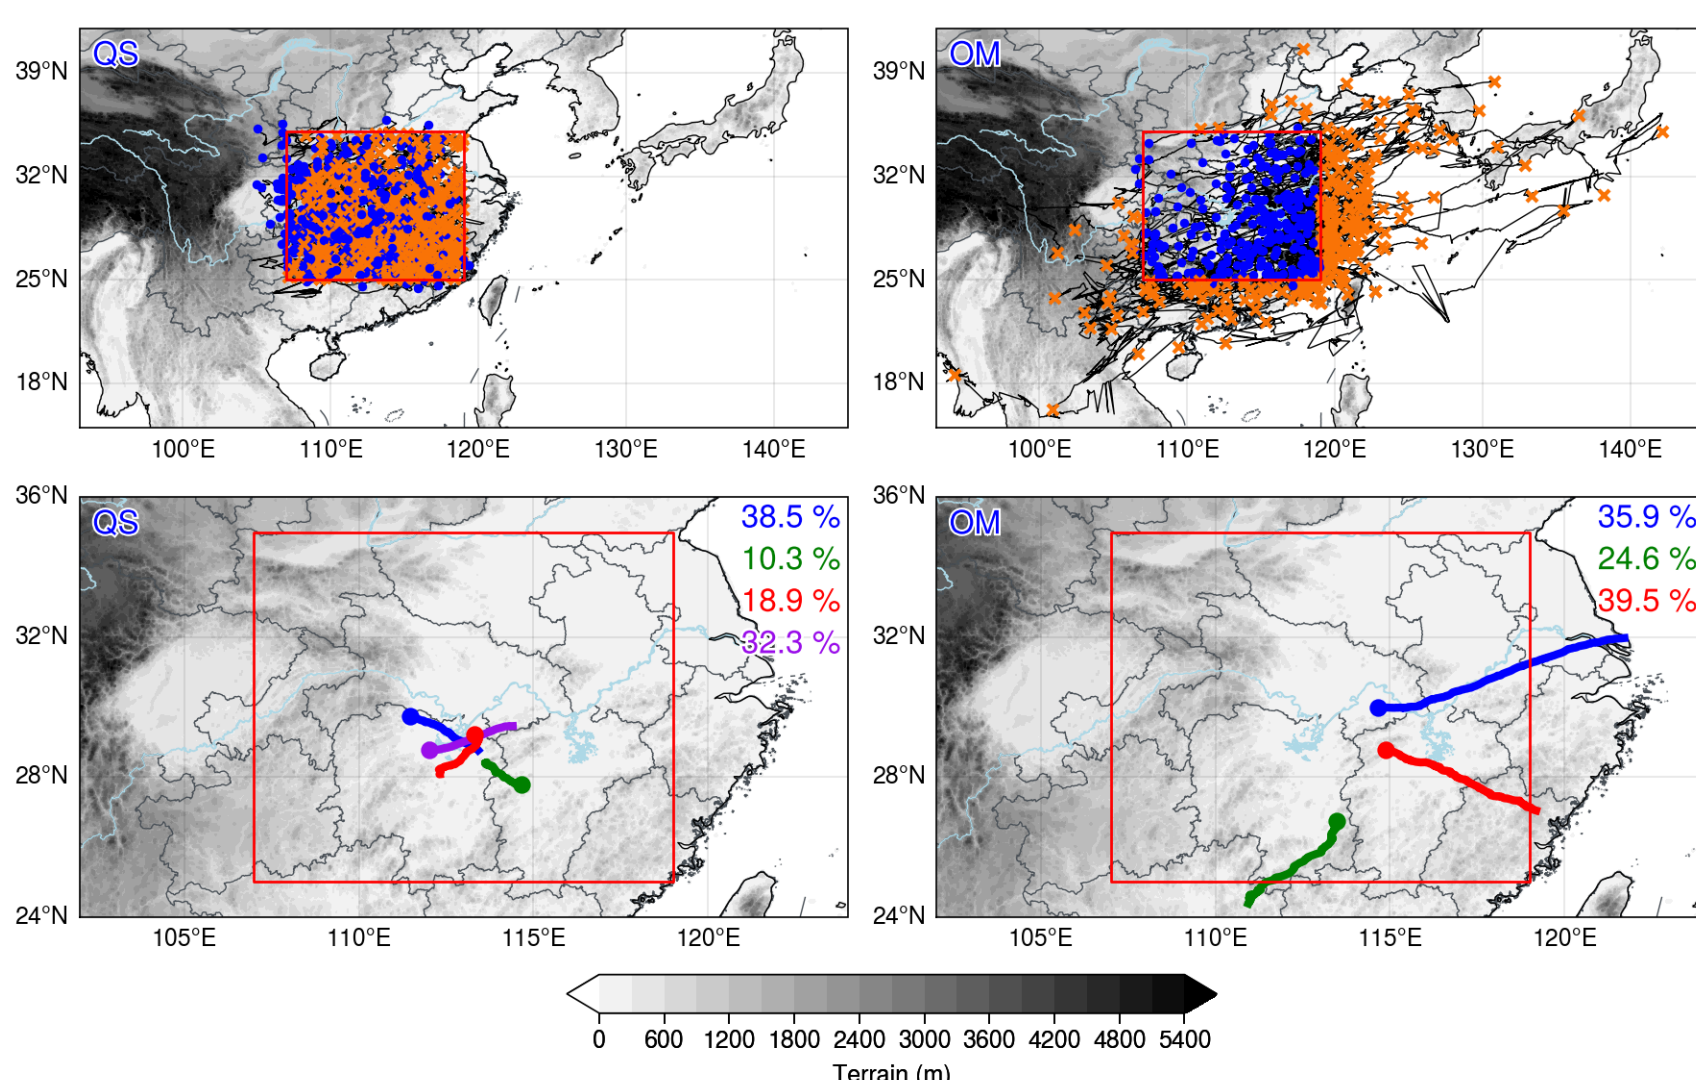 QS
OM
39°N
39°N
32°N
32°N
25°N
25°N
18°N
18°N
100°E 110°E 120°E 130°E 140°E
100°E 110°E 120°E 130°E 140°E
36°N
36°N
QS
38.5 %
10.3 %
18.9 %
32.3 %
OM
35.9 %
24.6 %
39.5 %
32°N
32°N
28°N
28°N
24°N
24°N
105°E 110°E 115°E 120°E
105°E 110°E 115°E 120°E
0 600 1200 1800 2400 3000 3600 4200 4800 5400
Terrain (m)